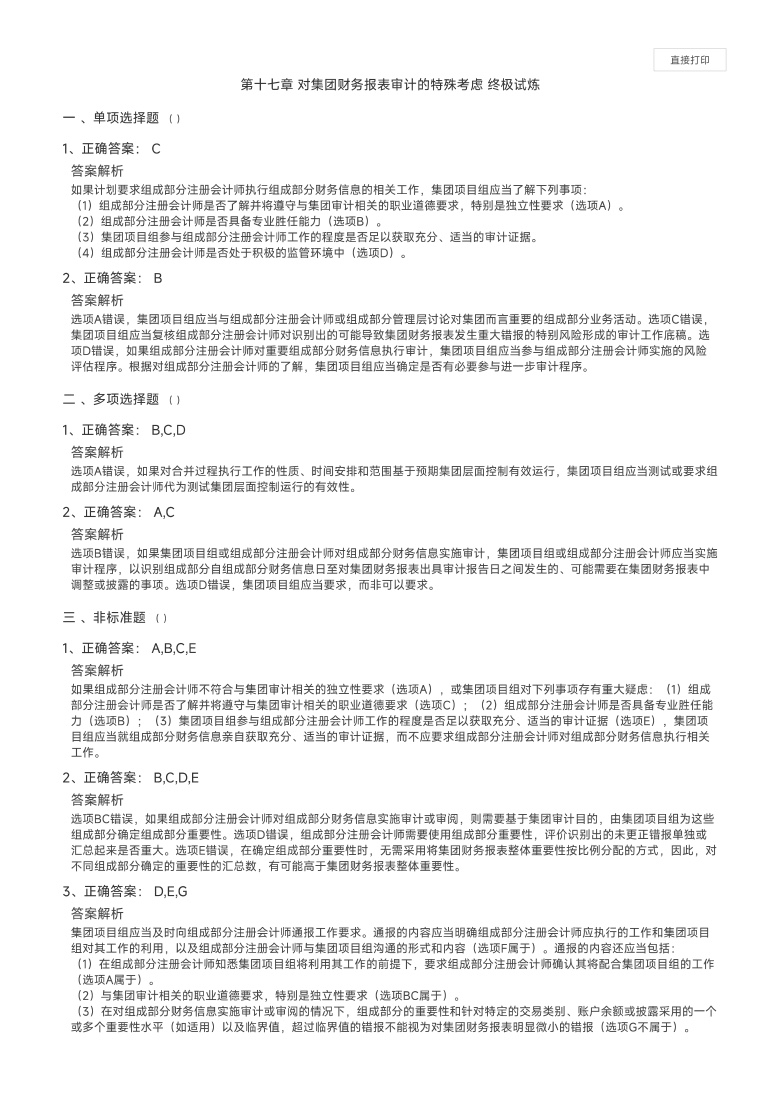 直接打印
第十七章 对集团财务报表审计的特殊考虑 终极试炼
一 、单项选择题 （ ）
1、正确答案： C
答案解析
如果计划要求组成部分注册会计师执行组成部分财务信息的相关工作，集团项目组应当了解下列事项：
（1）组成部分注册会计师是否了解并将遵守与集团审计相关的职业道德要求，特别是独立性要求（选项A）。
（2）组成部分注册会计师是否具备专业胜任能力（选项B）。
（3）集团项目组参与组成部分注册会计师工作的程度是否足以获取充分、适当的审计证据。
（4）组成部分注册会计师是否处于积极的监管环境中（选项D）。
2、正确答案： B
答案解析
选项A错误，集团项目组应当与组成部分注册会计师或组成部分管理层讨论对集团而言重要的组成部分业务活动。选项C错误，
集团项目组应当复核组成部分注册会计师对识别出的可能导致集团财务报表发生重大错报的特别风险形成的审计工作底稿。选
项D错误，如果组成部分注册会计师对重要组成部分财务信息执行审计，集团项目组应当参与组成部分注册会计师实施的风险
评估程序。根据对组成部分注册会计师的了解，集团项目组应当确定是否有必要参与进一步审计程序。
二 、多项选择题 （ ）
1、正确答案： B,C,D
答案解析
选项A错误，如果对合并过程执行工作的性质、时间安排和范围基于预期集团层面控制有效运行，集团项目组应当测试或要求组
成部分注册会计师代为测试集团层面控制运行的有效性。
2、正确答案： A,C
答案解析
选项B错误，如果集团项目组或组成部分注册会计师对组成部分财务信息实施审计，集团项目组或组成部分注册会计师应当实施
审计程序，以识别组成部分自组成部分财务信息日至对集团财务报表出具审计报告日之间发生的、可能需要在集团财务报表中
调整或披露的事项。选项D错误，集团项目组应当要求，而非可以要求。
三 、非标准题 （ ）
1、正确答案： A,B,C,E
答案解析
如果组成部分注册会计师不符合与集团审计相关的独立性要求（选项A），或集团项目组对下列事项存有重大疑虑：（1）组成
部分注册会计师是否了解并将遵守与集团审计相关的职业道德要求（选项C）；（2）组成部分注册会计师是否具备专业胜任能
力（选项B）；（3）集团项目组参与组成部分注册会计师工作的程度是否足以获取充分、适当的审计证据（选项E），集团项
目组应当就组成部分财务信息亲自获取充分、适当的审计证据，而不应要求组成部分注册会计师对组成部分财务信息执行相关
工作。
2、正确答案： B,C,D,E
答案解析
选项BC错误，如果组成部分注册会计师对组成部分财务信息实施审计或审阅，则需要基于集团审计目的，由集团项目组为这些
组成部分确定组成部分重要性。选项D错误，组成部分注册会计师需要使用组成部分重要性，评价识别出的未更正错报单独或
汇总起来是否重大。选项E错误，在确定组成部分重要性时，无需采用将集团财务报表整体重要性按比例分配的方式，因此，对
不同组成部分确定的重要性的汇总数，有可能高于集团财务报表整体重要性。
3、正确答案： D,E,G
答案解析
集团项目组应当及时向组成部分注册会计师通报工作要求。通报的内容应当明确组成部分注册会计师应执行的工作和集团项目
组对其工作的利用，以及组成部分注册会计师与集团项目组沟通的形式和内容（选项F属于）。通报的内容还应当包括：
（1）在组成部分注册会计师知悉集团项目组将利用其工作的前提下，要求组成部分注册会计师确认其将配合集团项目组的工作
（选项A属于）。
（2）与集团审计相关的职业道德要求，特别是独立性要求（选项BC属于）。
（3）在对组成部分财务信息实施审计或审阅的情况下，组成部分的重要性和针对特定的交易类别、账户余额或披露采用的一个
或多个重要性水平（如适用）以及临界值，超过临界值的错报不能视为对集团财务报表明显微小的错报（选项G不属于）。